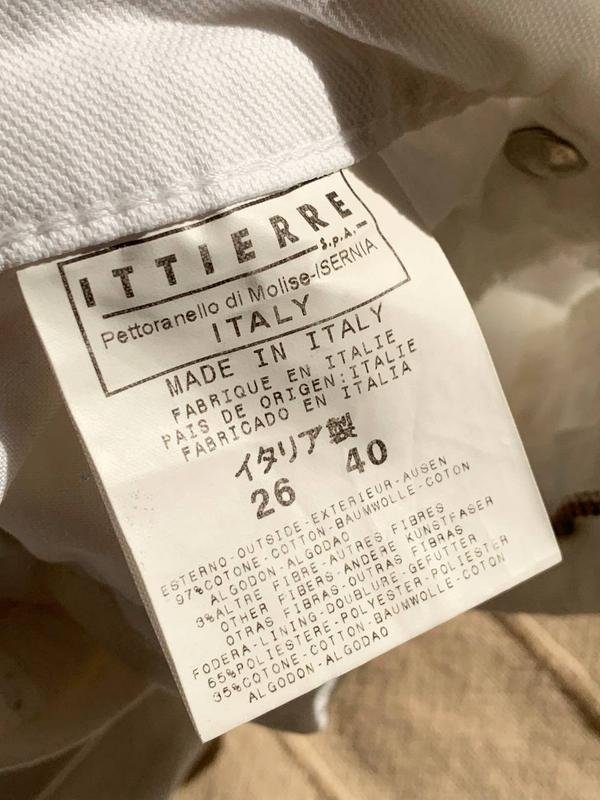 ITTIERRE
S.p.A.
Pettoranello di Molise-ISERNIA
ITALY
MADE IN ITALY
FABRIQUE EN ITALIE
PAIS DE ORIGEN:ITALIE
FABRICADO EN ITALIA
イタリア製
26 40
ESTERNO-OUTSIDE-EXTERIEUR-AUSEN
97%COTONE-COTTON-BAUMWOLLE-COTON
ALGODON-ALGODAO
3%ALTRE FIBRE-AUTRES FIBRES
OTHER FIBERS-ANDERE KUNSTFASER
OTRAS FIBRAS-OUTRAS FIBRAS
FODERA-LINING-DOUBLURE-GEFUTTER
65%POLIESTERE-POLYESTER-POLIESTER
35%COTONE-COTTON-BAUMWOLLE-COTON
ALGODON-ALGODAO